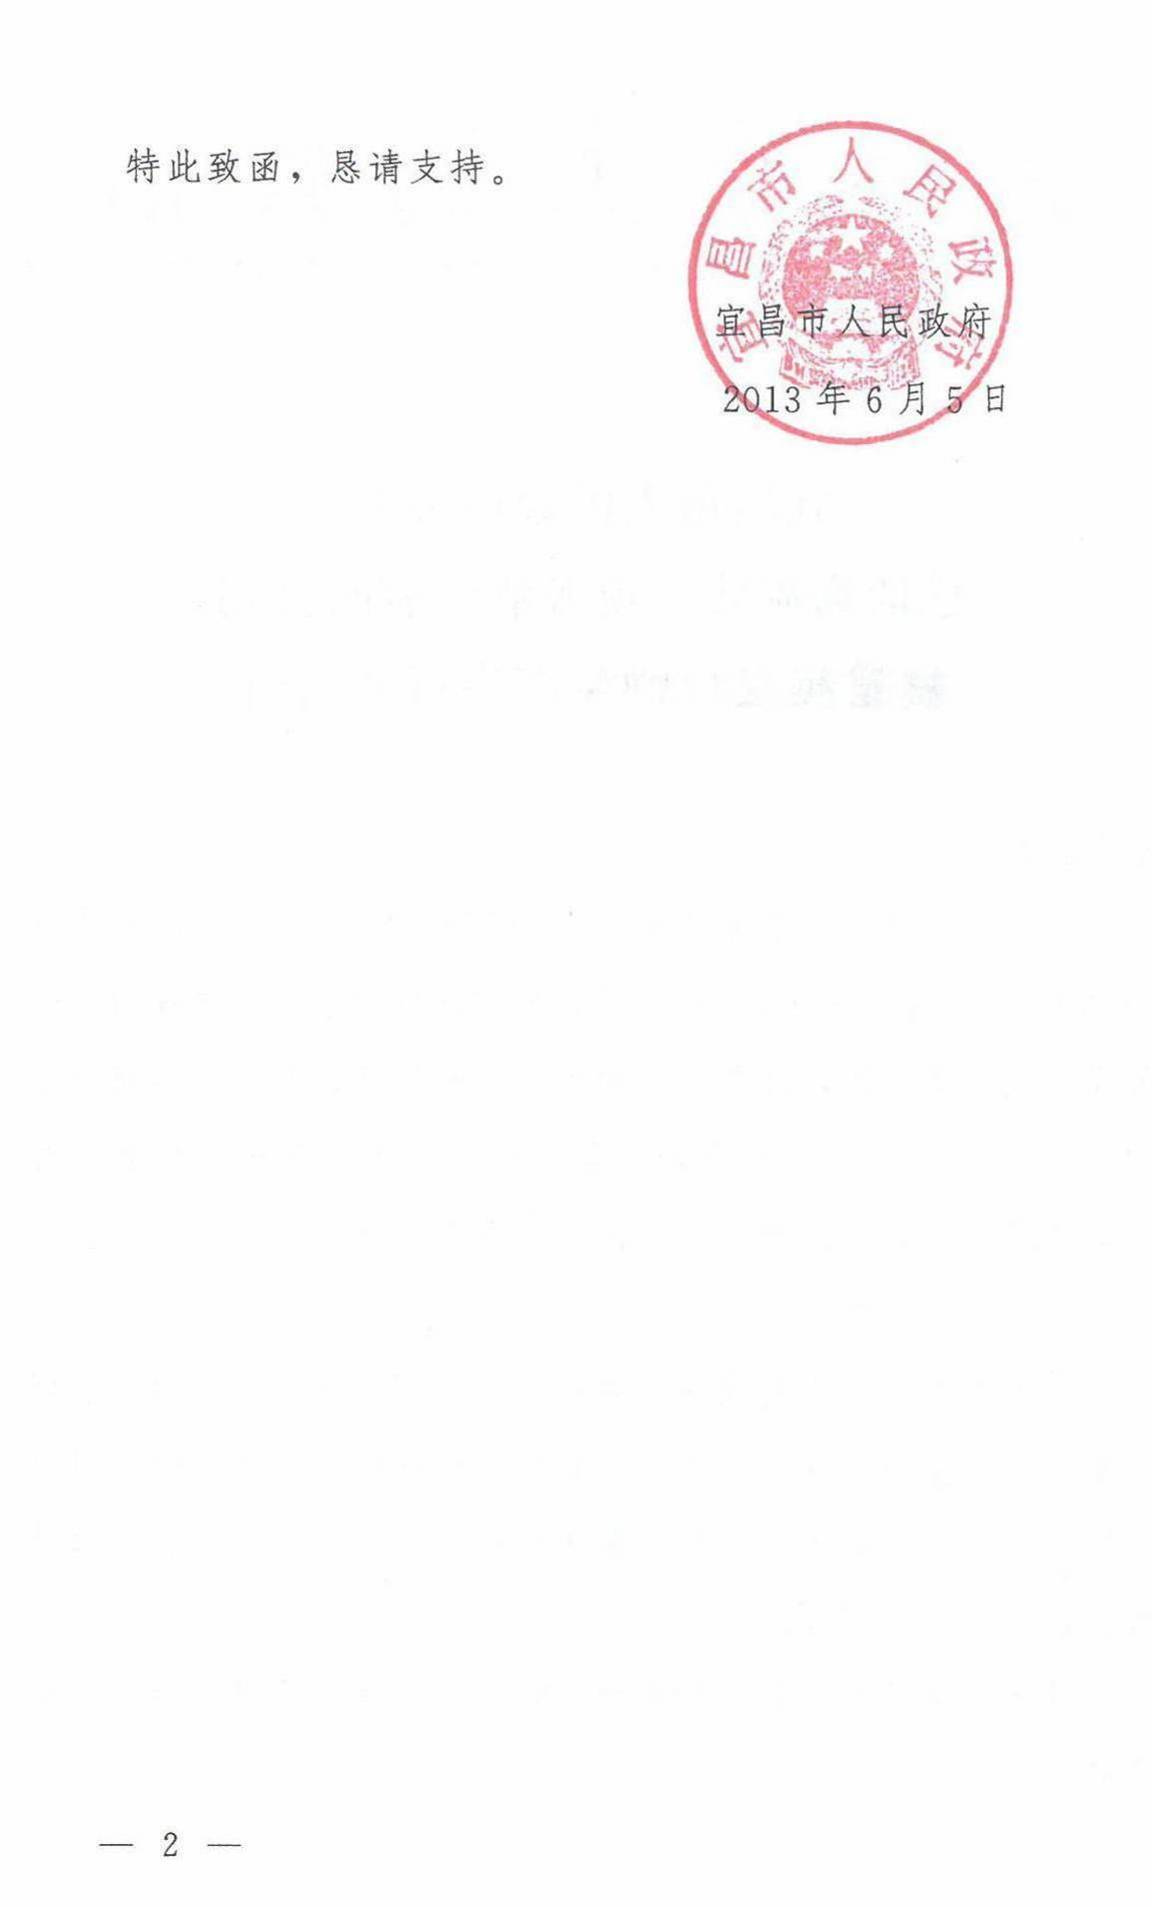 特此致函，恳请支持。
宜昌市人民政府
宜昌市人民政府
2013年6月5日
— 2 —